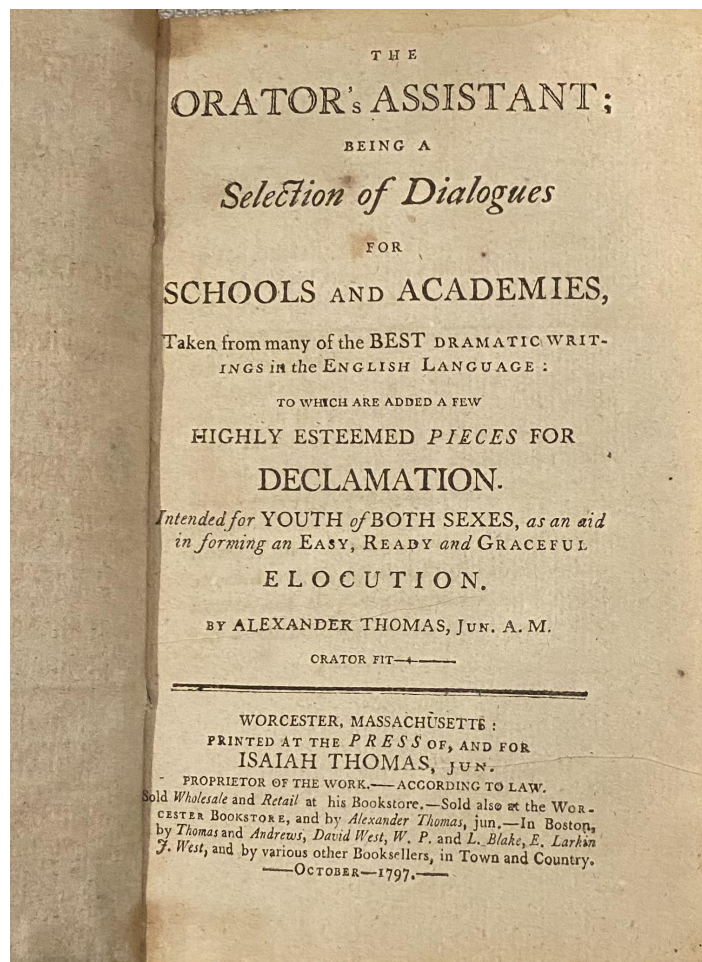 THE
ORATOR's ASSISTANT;
BEING A
Selection of Dialogues
FOR
SCHOOLS AND ACADEMIES,
Taken from many of the BEST DRAMATIC WRIT-
INGS in the ENGLISH LANGUAGE:
TO WHICH ARE ADDED A FEW
HIGHLY ESTEEMED PIECES FOR
DECLAMATION.
Intended for YOUTH of BOTH SEXES, as an aid
in forming an EASY, READY and GRACEFUL
ELOCUTION.
BY ALEXANDER THOMAS, JUN. A. M.
ORATOR FIT——
WORCESTER, MASSACHUSETTS:
PRINTED AT THE PRESS OF, AND FOR
ISAIAH THOMAS, JUN.
PROPRIETOR OF THE WORK.—ACCORDING TO LAW.
Sold Wholesale and Retail at his Bookstore.—Sold also at the WOR-
CESTER BOOKSTORE, and by Alexander Thomas, jun.—In Boston,
by Thomas and Andrews, David West, W. P. and L. Blake, E. Larkin
J. West, and by various other Booksellers, in Town and Country.
——OCTOBER—1797.——